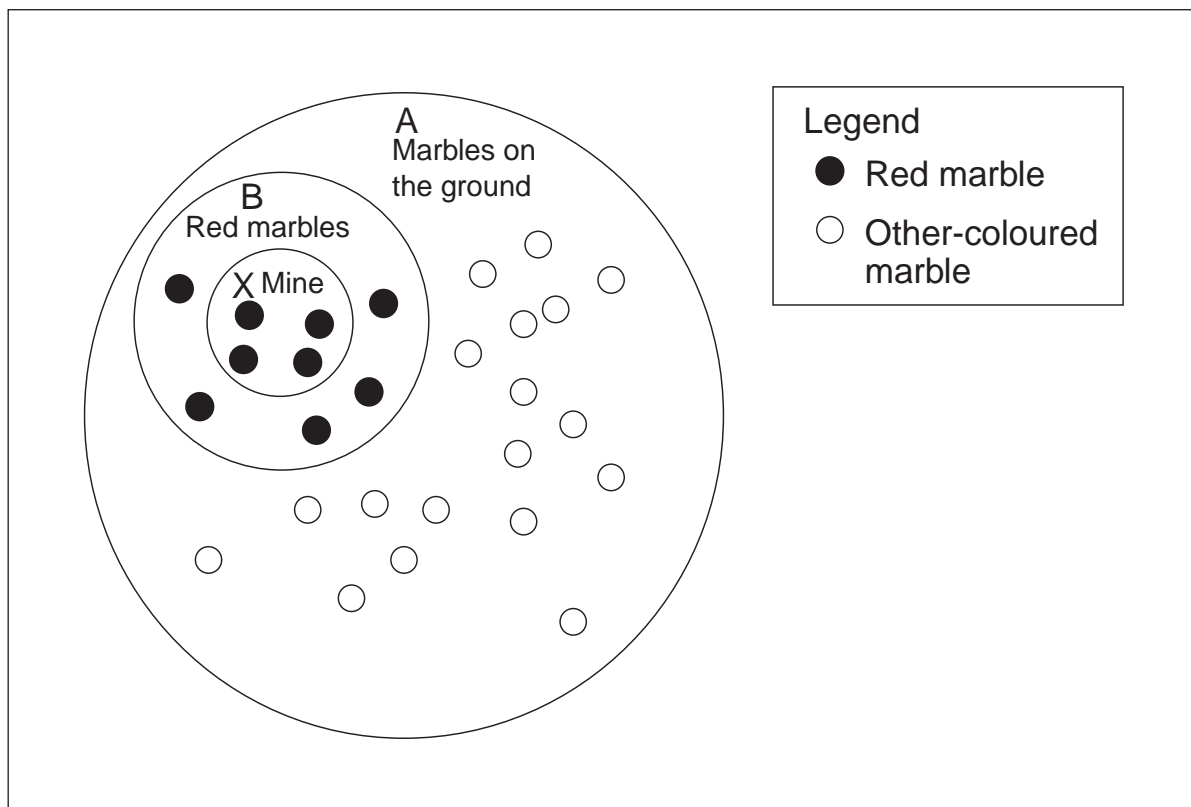 A
Marbles on
the ground
B
Red marbles
X Mine
Legend
Red marble
Other-coloured
marble